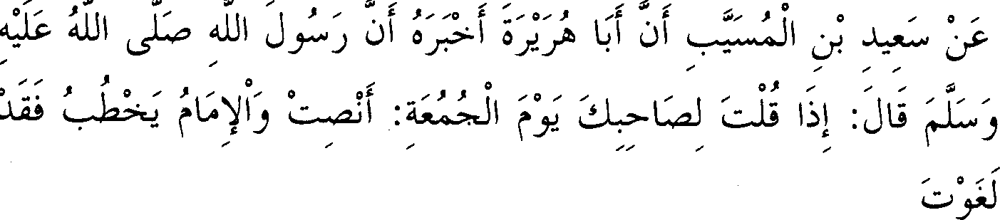 عَنْ سَعِيدِ بْنِ الْمُسَيَّبِ أَنَّ أَبَا هُرَيْرَةَ أَخْبَرَهُ أَنَّ رَسُولَ اللَّهِ صَلَّى اللَّهُ عَلَيْهِ
وَسَلَّمَ قَالَ: إِذَا قُلْتَ لِصَاحِبِكَ يَوْمَ الْجُمُعَةِ: أَنْصِتْ وَالْإِمَامُ يَخْطُبُ فَقَدْ
لَغَوْتَ